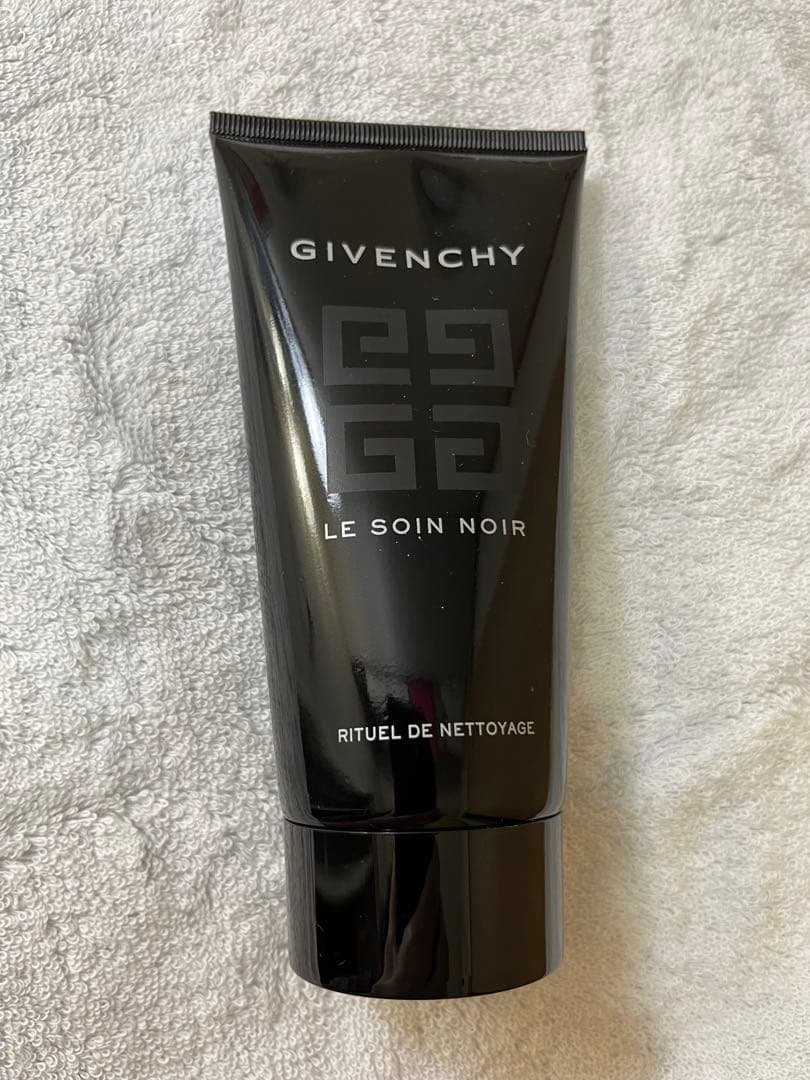 GIVENCHY
LE SOIN NOIR
RITUEL DE NETTOYAGE